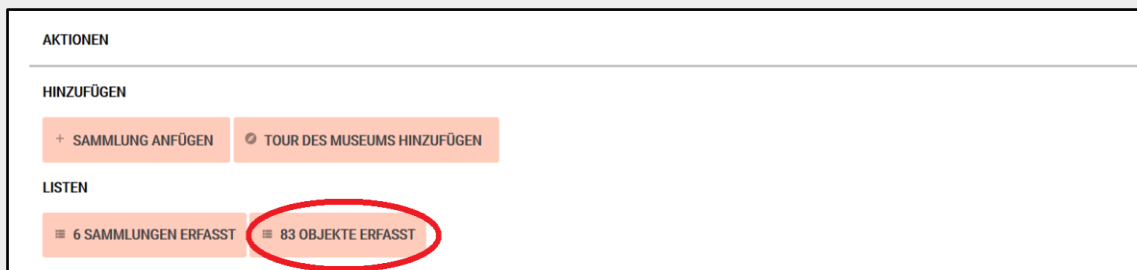 AKTIONEN
HINZUFÜGEN
+ SAMMLUNG ANFÜGEN TOUR DES MUSEUMS HINZUFÜGEN
LISTEN
6 SAMMLUNGEN ERFASST 83 OBJEKTE ERFASST